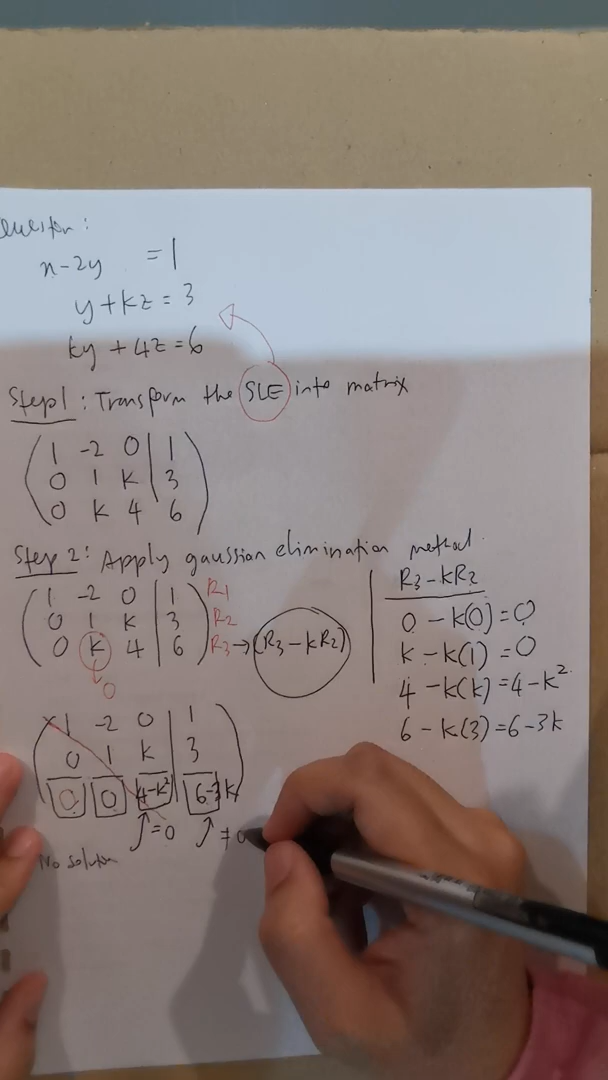 Question:
x-2y = 1
y+kz = 3
ky + 4z = 6
Step 1: Transform the SLE into matrix
1 -2 0 | 1
0 1 k | 3
0 k 4 | 6
Step 2: Apply gaussian elimination method.
1 -2 0 | 1 R1
0 1 k | 3 R2
0 k 4 | 6 R3 → (R3 - kR2)
0
R3 - kR2
0 - k(0) = 0
k - k(1) = 0
4 - k(k) = 4 - k²
6 - k(3) = 6 - 3k
1 -2 0 | 1
0 1 k | 3
0 0 4-k² | 6-3k
=0 ≠0
No solution